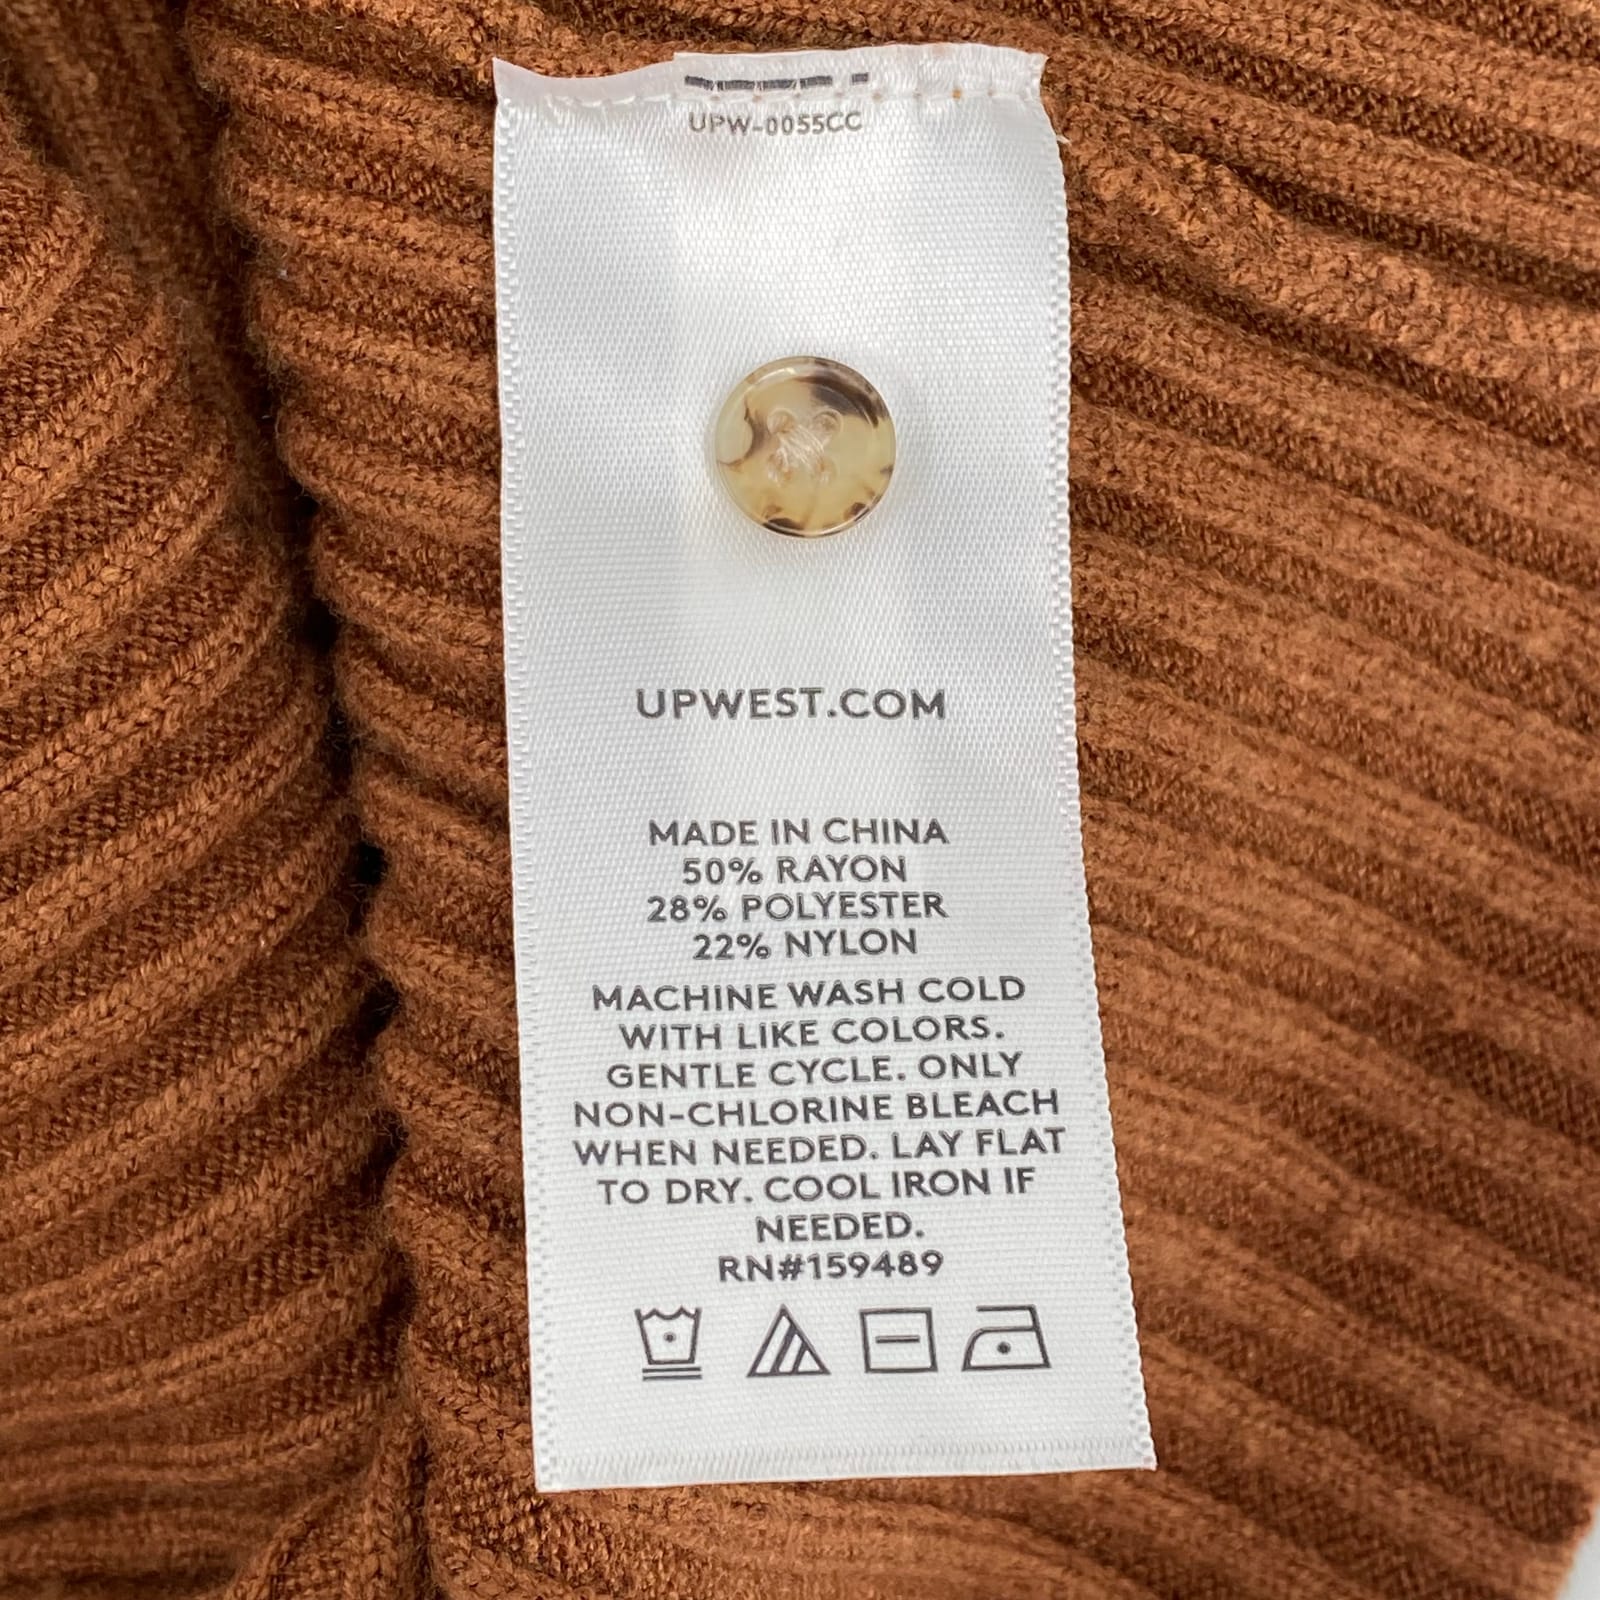 UPW-0055CC
UPWEST.COM
MADE IN CHINA
50% RAYON
28% POLYESTER
22% NYLON
MACHINE WASH COLD
WITH LIKE COLORS.
GENTLE CYCLE. ONLY
NON-CHLORINE BLEACH
WHEN NEEDED. LAY FLAT
TO DRY. COOL IRON IF
NEEDED.
RN#159489